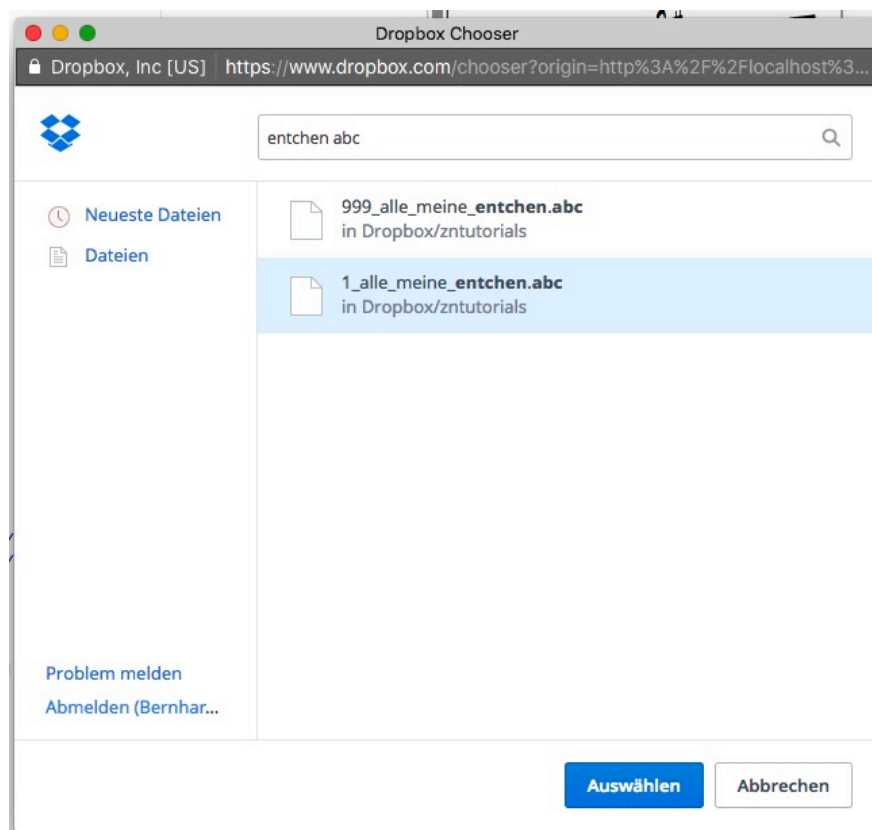 Dropbox Chooser
Dropbox, Inc [US] https://www.dropbox.com/chooser?origin=http%3A%2F%2Flocalhost%3...
entchen abc
Neueste Dateien
Dateien
999_alle_meine_entchen.abc
in Dropbox/zntutorials
1_alle_meine_entchen.abc
in Dropbox/zntutorials
Problem melden
Abmelden (Bernhar...
Auswählen
Abbrechen